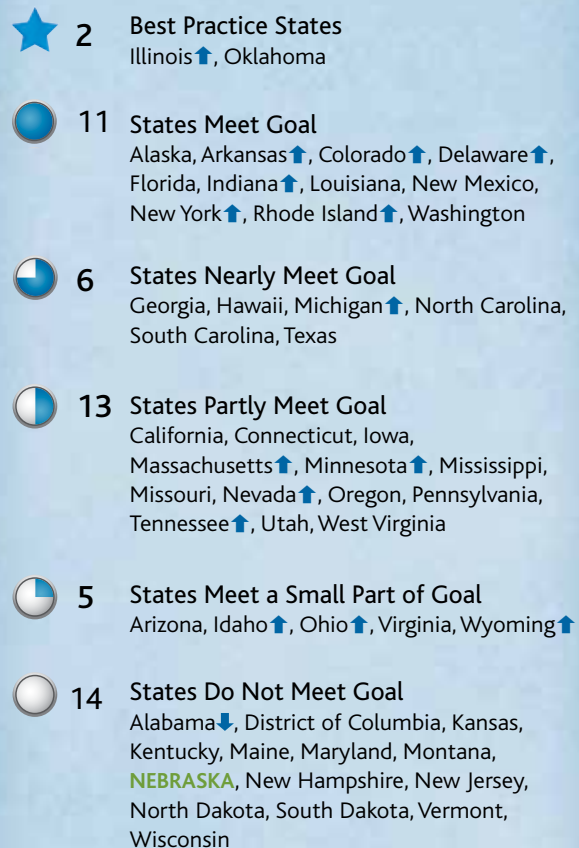 2 Best Practice States
Illinois⬆, Oklahoma
11 States Meet Goal
Alaska, Arkansas⬆, Colorado⬆, Delaware⬆,
Florida, Indiana⬆, Louisiana, New Mexico,
New York⬆, Rhode Island⬆, Washington
6 States Nearly Meet Goal
Georgia, Hawaii, Michigan⬆, North Carolina,
South Carolina, Texas
13 States Partly Meet Goal
California, Connecticut, Iowa,
Massachusetts⬆, Minnesota⬆, Mississippi,
Missouri, Nevada⬆, Oregon, Pennsylvania,
Tennessee⬆, Utah, West Virginia
5 States Meet a Small Part of Goal
Arizona, Idaho⬆, Ohio⬆, Virginia, Wyoming⬆
14 States Do Not Meet Goal
Alabama⬇, District of Columbia, Kansas,
Kentucky, Maine, Maryland, Montana,
NEBRASKA, New Hampshire, New Jersey,
North Dakota, South Dakota, Vermont,
Wisconsin